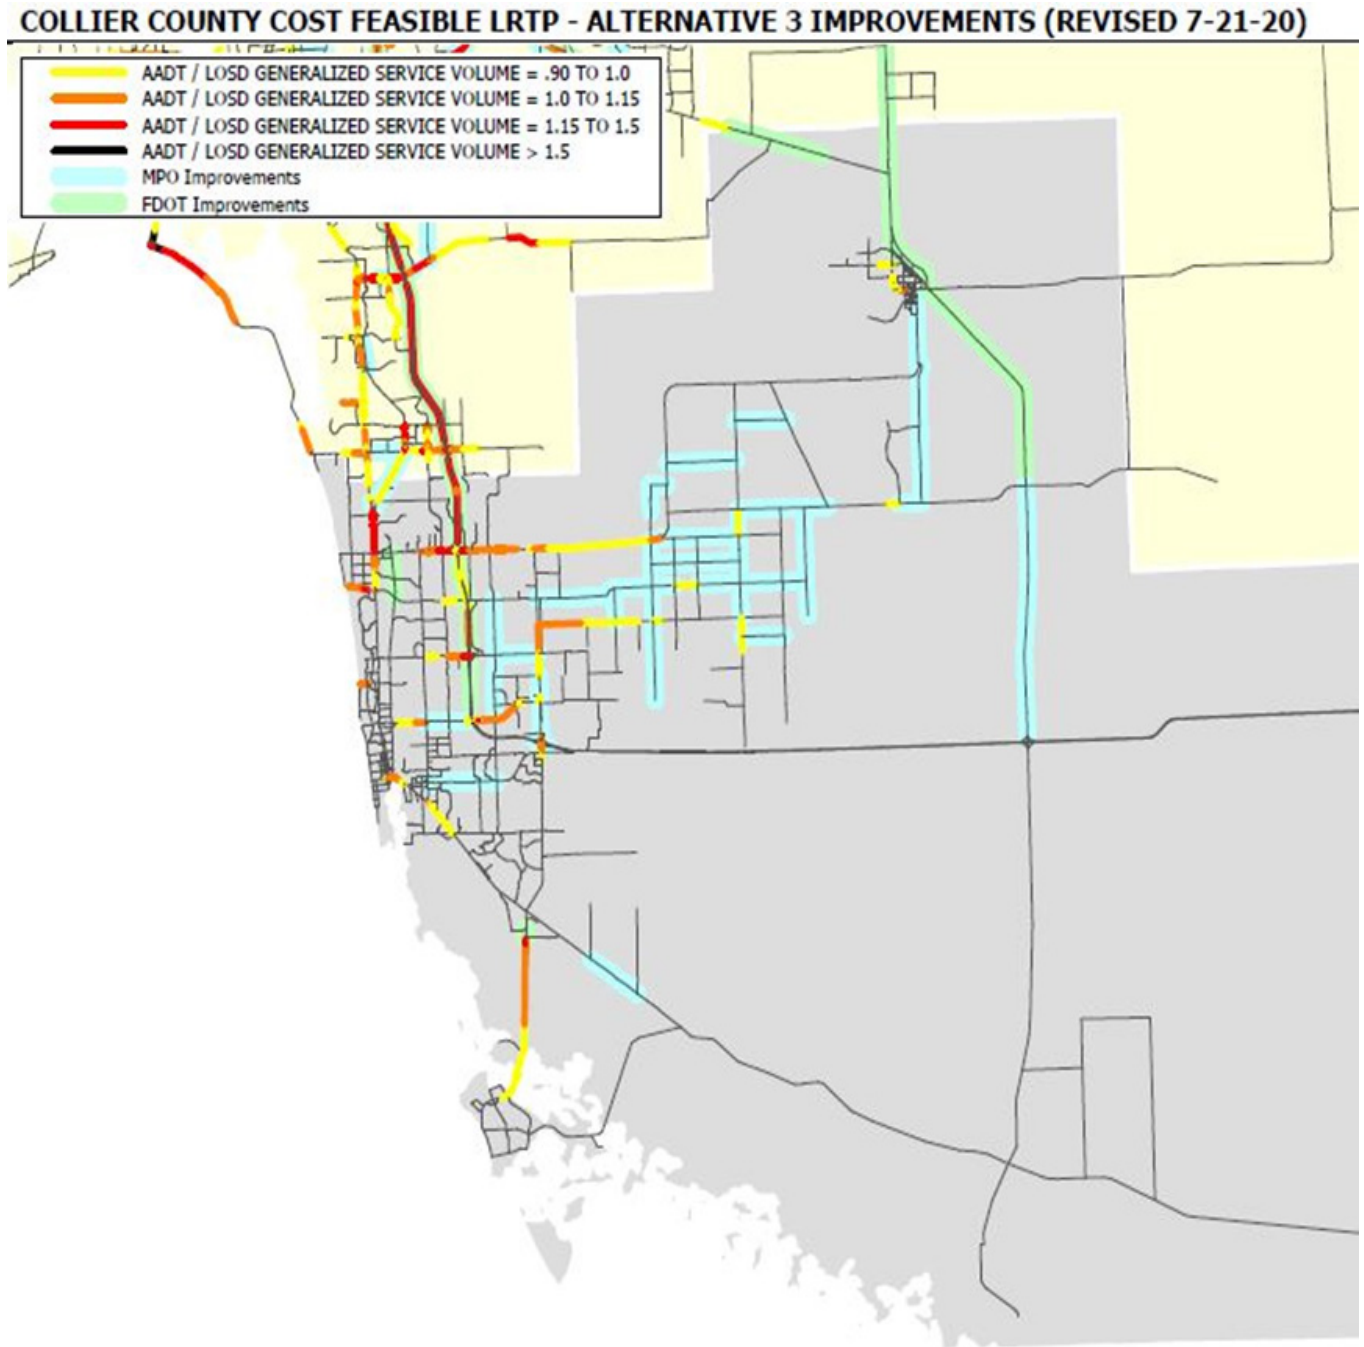 COLLIER COUNTY COST FEASIBLE LRTP - ALTERNATIVE 3 IMPROVEMENTS (REVISED 7-21-20)
AADT / LOSD GENERALIZED SERVICE VOLUME = .90 TO 1.0
AADT / LOSD GENERALIZED SERVICE VOLUME = 1.0 TO 1.15
AADT / LOSD GENERALIZED SERVICE VOLUME = 1.15 TO 1.5
AADT / LOSD GENERALIZED SERVICE VOLUME > 1.5
MPO Improvements
FDOT Improvements